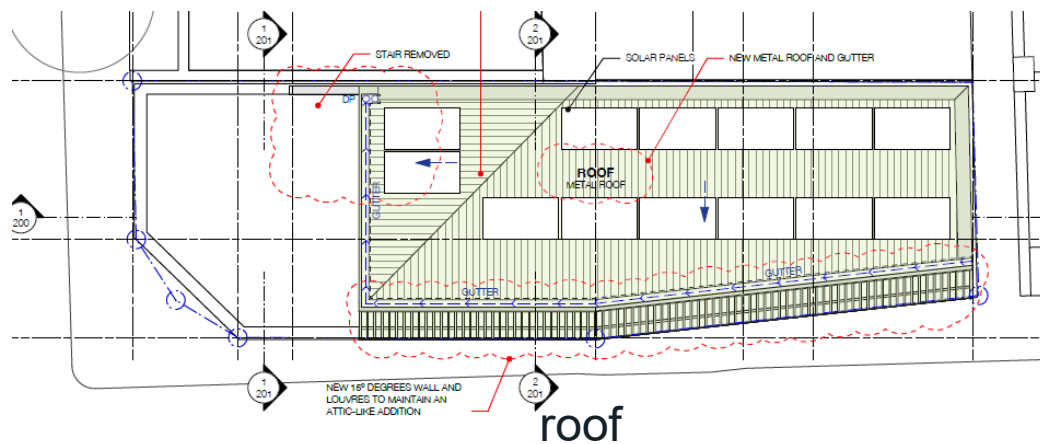 1
201
2
201
STAIR REMOVED
SOLAR PANELS
NEW METAL ROOF AND GUTTER
DP
ROOF
METAL ROOF
GUTTER
1
200
GUTTER
GUTTER
1
201
2
201
NEW 15º DEGREES WALL AND
LOUVRES TO MAINTAIN AN
ATTIC-LIKE ADDITION
roof